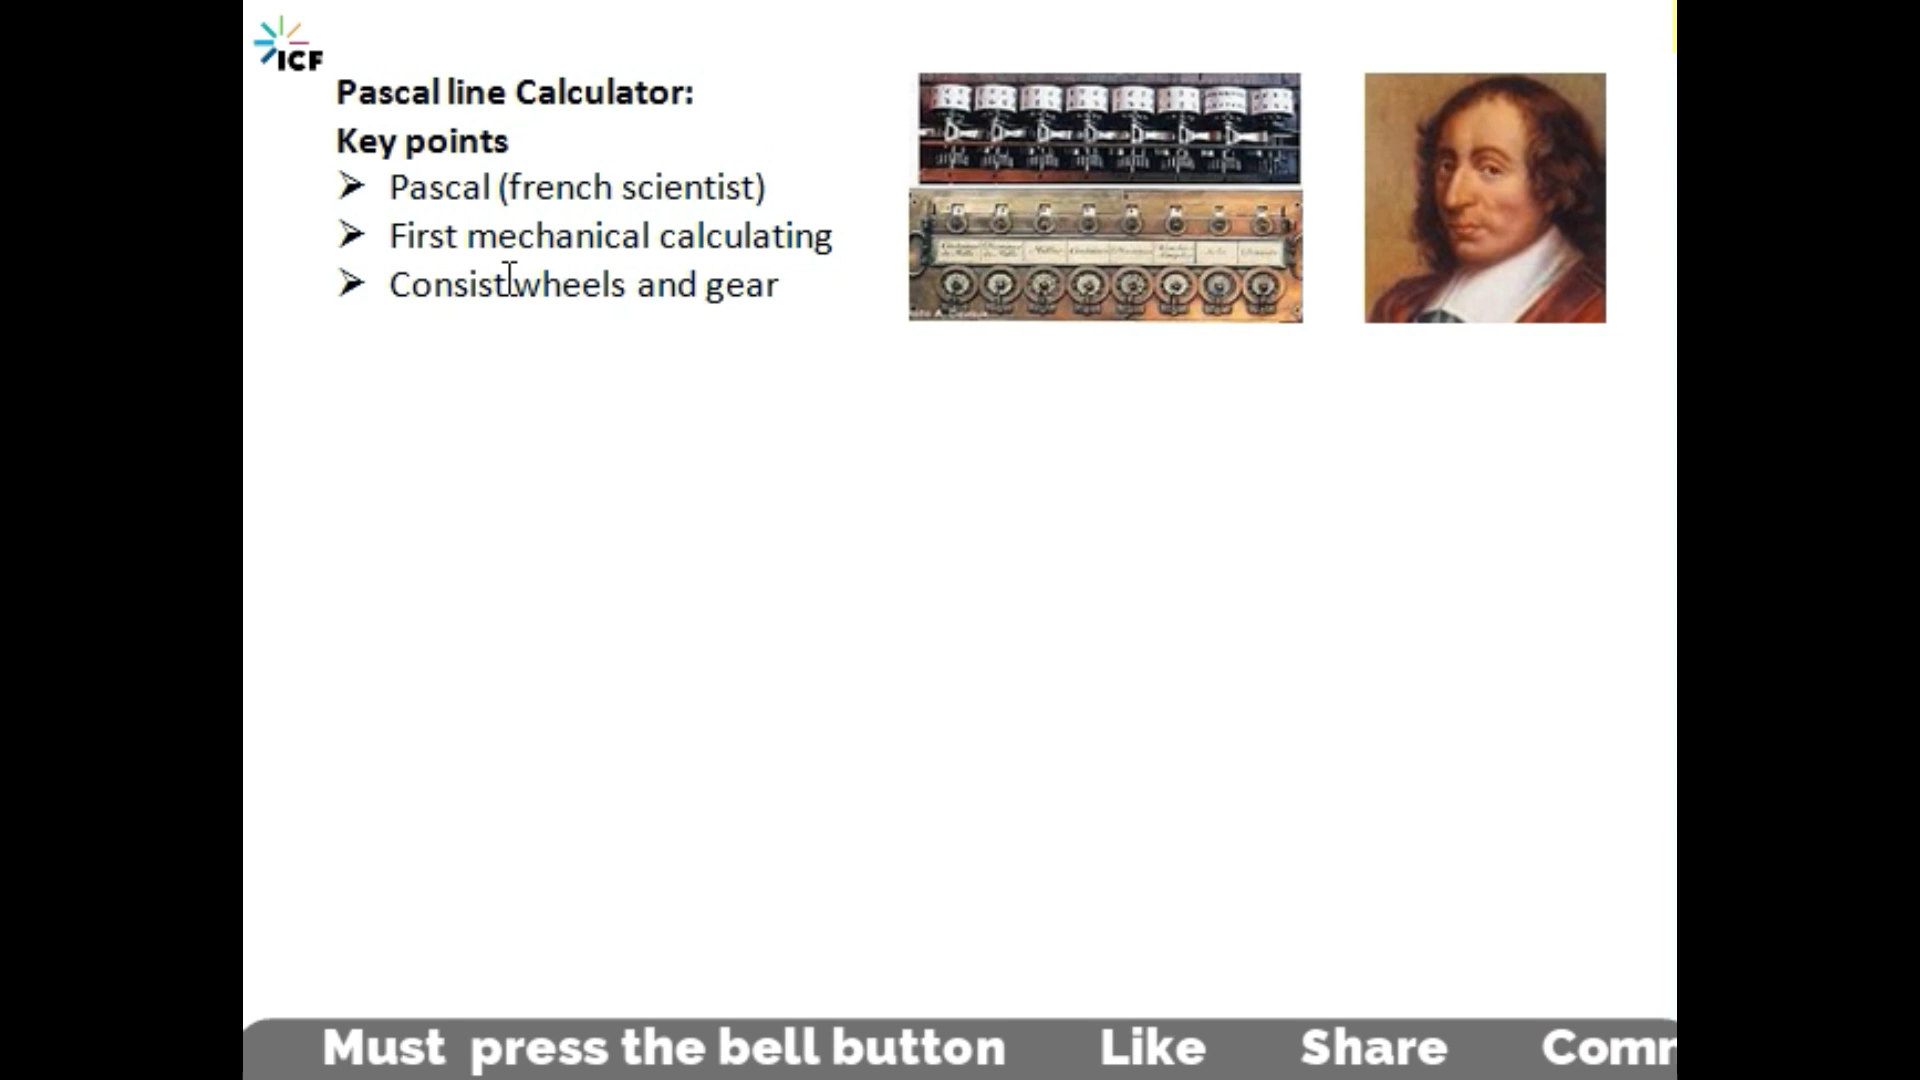 ICF
Pascal line Calculator:
Key points
➢ Pascal (french scientist)
➢ First mechanical calculating
➢ Consist wheels and gear
Must press the bell button Like Share Comm